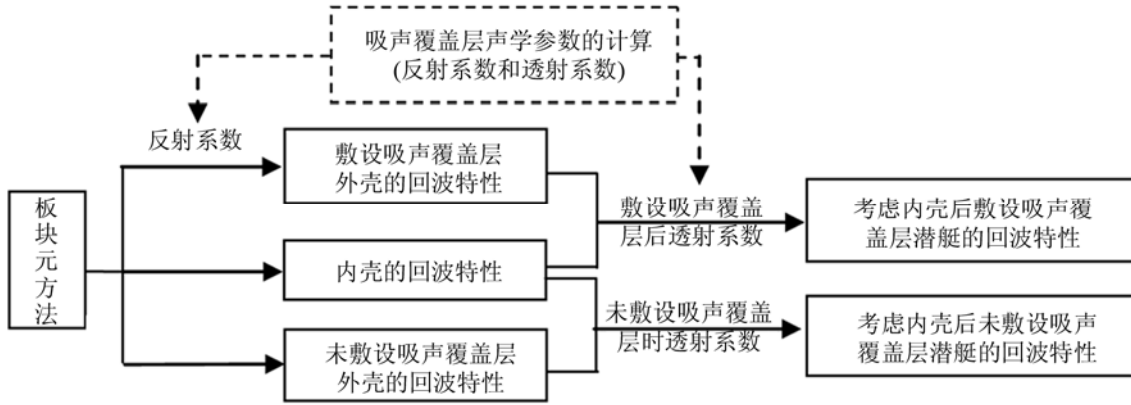 吸声覆盖层声学参数的计算
(反射系数和透射系数)
反射系数
敷设吸声覆盖层
外壳的回波特性
板
块
元
方
法
敷设吸声覆盖
层后透射系数
考虑内壳后敷设吸声覆
盖层潜艇的回波特性
内壳的回波特性
未敷设吸声覆盖
层时透射系数
考虑内壳后未敷设吸声
覆盖层潜艇的回波特性
未敷设吸声覆盖层
外壳的回波特性